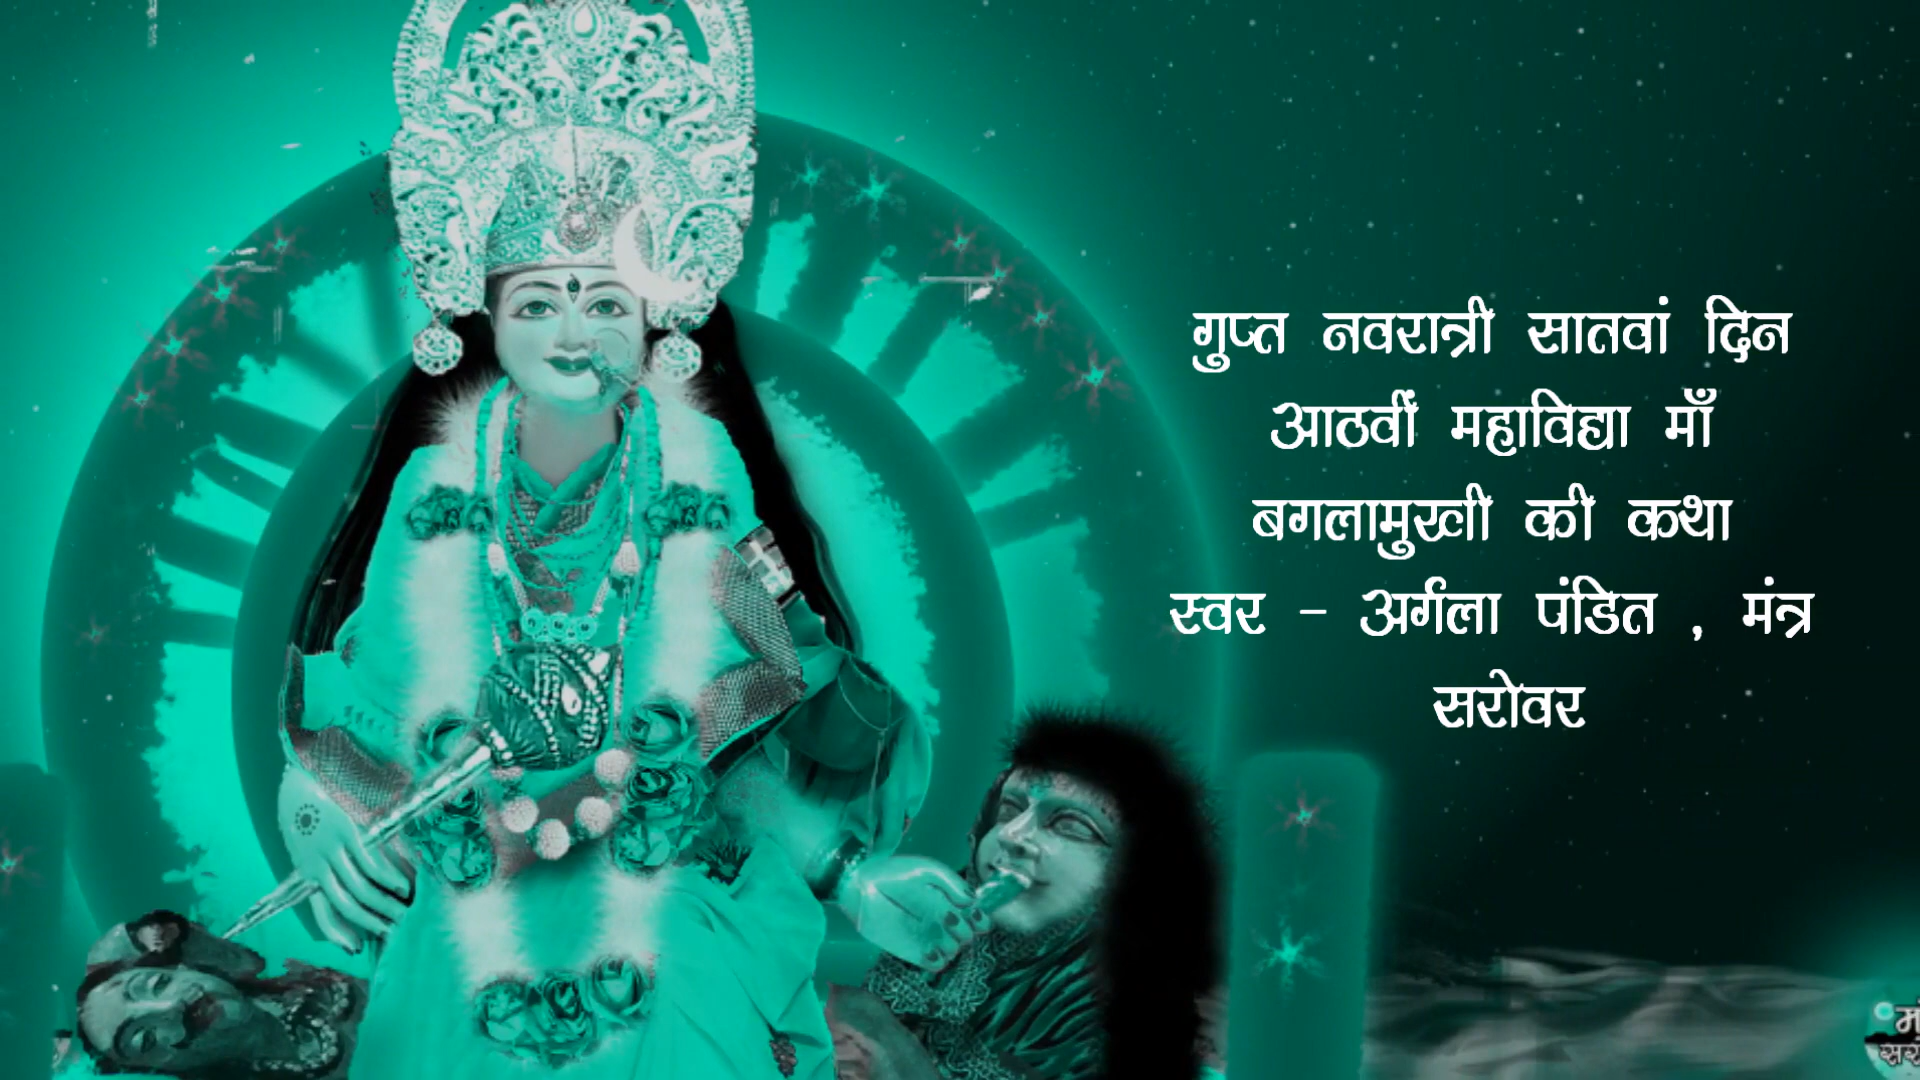 गुप्त नवरात्री सातवां दिन
आठवीं महाविद्या माँ
बगलामुखी की कथा
स्वर - अर्गला पंडित , मंत्र
सरोवर